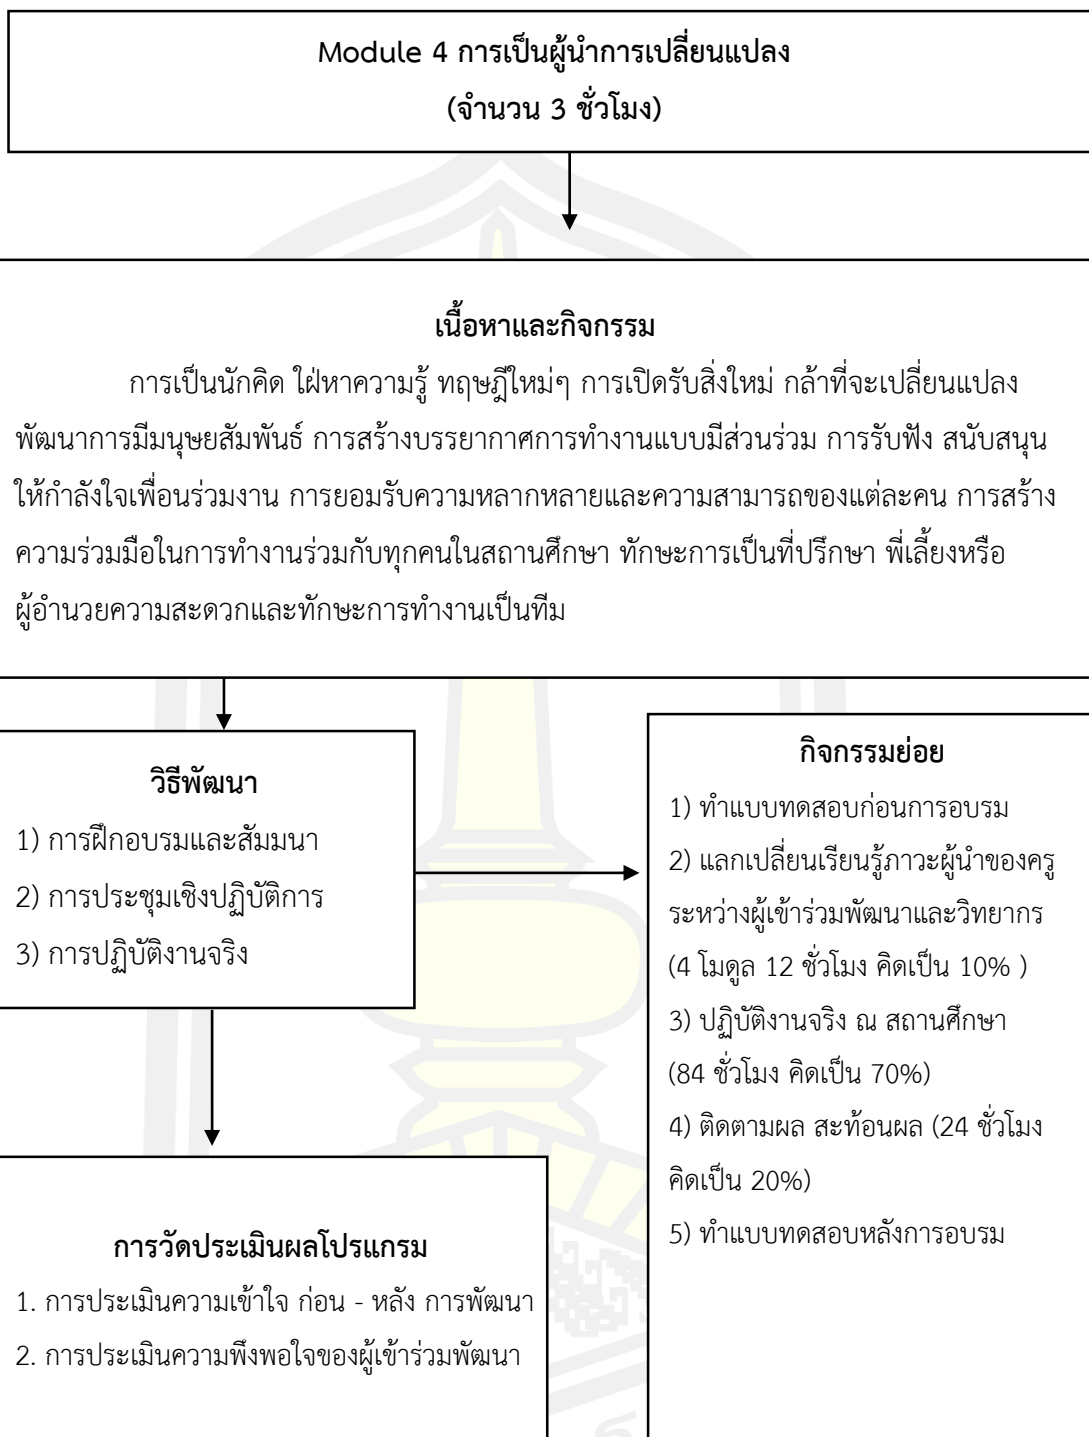 Module 4 การเป็นผู้นำการเปลี่ยนแปลง
(จำนวน 3 ชั่วโมง)
เนื้อหาและกิจกรรม
การเป็นนักคิด ใฝ่หาความรู้ ทฤษฎีใหม่ๆ การเปิดรับสิ่งใหม่ กล้าที่จะเปลี่ยนแปลง
พัฒนาการมีมนุษยสัมพันธ์ การสร้างบรรยากาศการทำงานแบบมีส่วนร่วม การรับฟัง สนับสนุน
ให้กำลังใจเพื่อนร่วมงาน การยอมรับความหลากหลายและความสามารถของแต่ละคน การสร้าง
ความร่วมมือในการทำงานร่วมกับทุกคนในสถานศึกษา ทักษะการเป็นที่ปรึกษา พี่เลี้ยงหรือ
ผู้อำนวยความสะดวกและทักษะการทำงานเป็นทีม
วิธีพัฒนา
1) การฝึกอบรมและสัมมนา
2) การประชุมเชิงปฏิบัติการ
3) การปฏิบัติงานจริง
กิจกรรมย่อย
1) ทำแบบทดสอบก่อนการอบรม
2) แลกเปลี่ยนเรียนรู้ภาวะผู้นำของครู
ระหว่างผู้เข้าร่วมพัฒนาและวิทยากร
(4 โมดูล 12 ชั่วโมง คิดเป็น 10% )
3) ปฏิบัติงานจริง ณ สถานศึกษา
(84 ชั่วโมง คิดเป็น 70%)
4) ติดตามผล สะท้อนผล (24 ชั่วโมง
คิดเป็น 20%)
5) ทำแบบทดสอบหลังการอบรม
การวัดประเมินผลโปรแกรม
1. การประเมินความเข้าใจ ก่อน - หลัง การพัฒนา
2. การประเมินความพึงพอใจของผู้เข้าร่วมพัฒนา